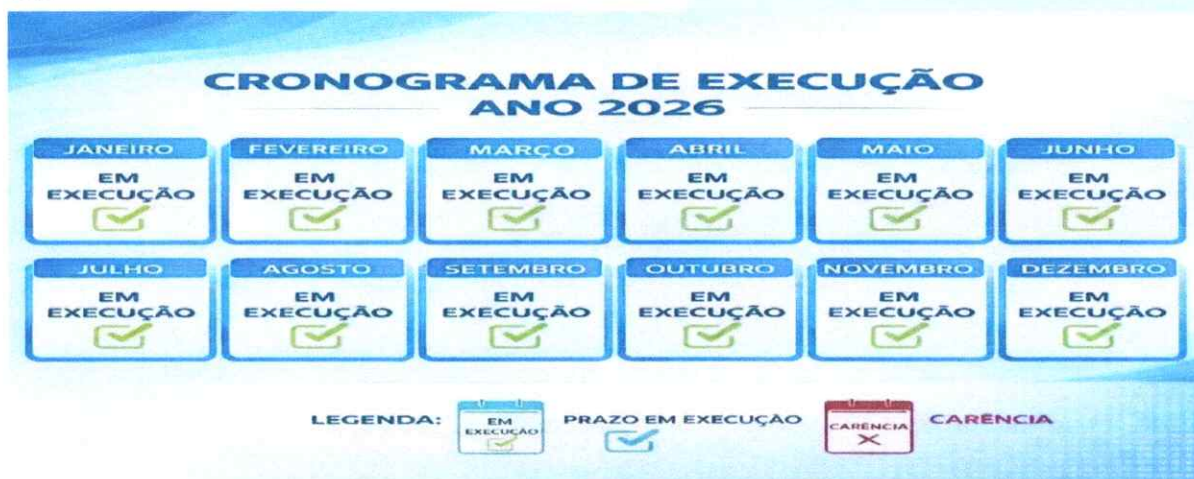 CRONOGRAMA DE EXECUÇÃO
ANO 2026
JANEIRO FEVEREIRO MARÇO ABRIL MAIO JUNHO
EM EM EM EM EM EM
EXECUÇÃO EXECUÇÃO EXECUÇÃO EXECUÇÃO EXECUÇÃO EXECUÇÃO
JULHO AGOSTO SETEMBRO OUTUBRO NOVEMBRO DEZEMBRO
EM EM EM EM EM EM
EXECUÇÃO EXECUÇÃO EXECUÇÃO EXECUÇÃO EXECUÇÃO EXECUÇÃO
LEGENDA: EM EXECUÇÃO PRAZO EM EXECUÇÃO CARÊNCIA CARÊNCIA